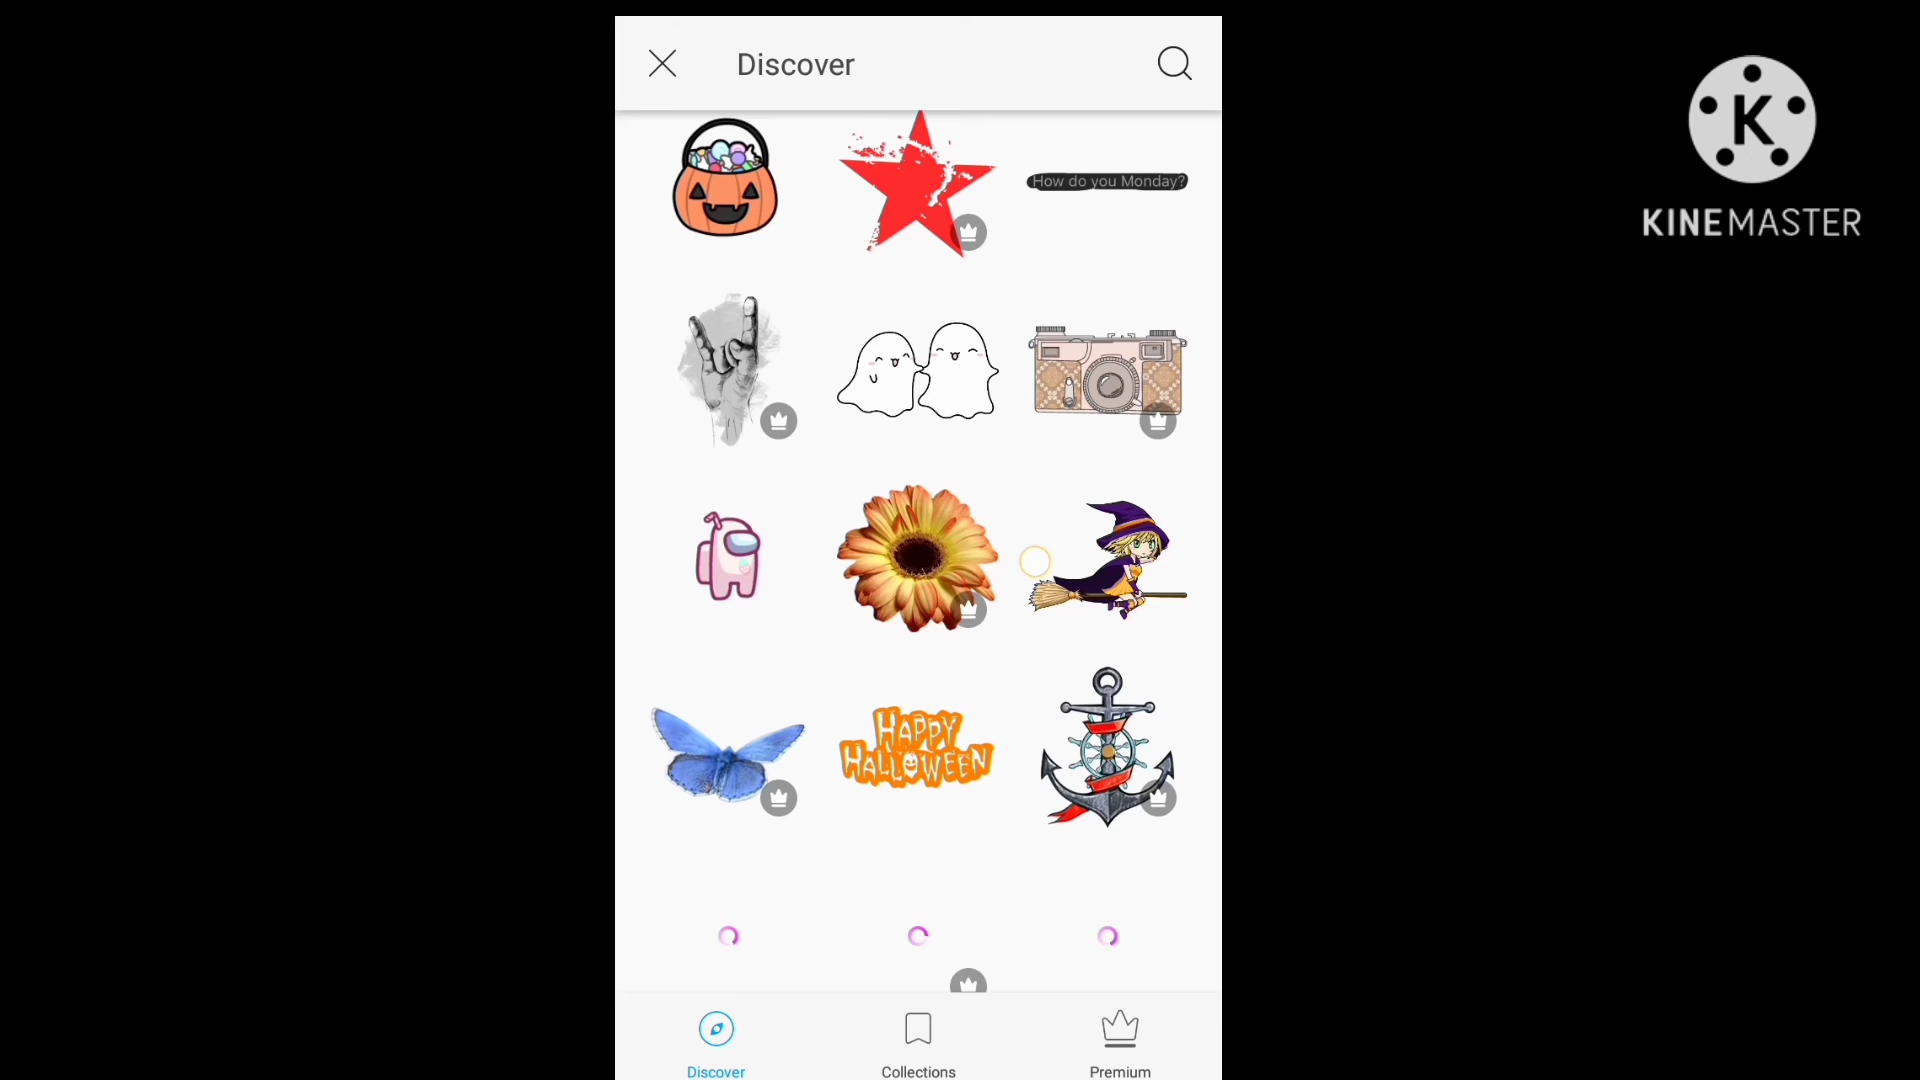 Discover
K
KINEMASTER
How do you Monday?
HAPPY
HALLOWEEN
Discover
Collections
Premium